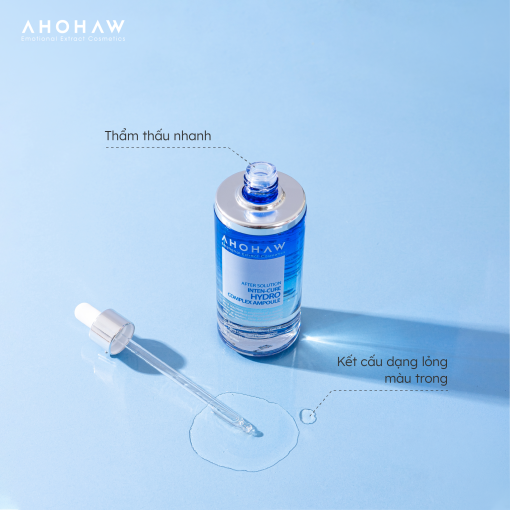 AHOHAW
Emotional Extract Cosmetics
Thẩm thấu nhanh
AHOHAW
AFTER SOLUTION
INTEN-CURE
HYDRO
COMPLEX AMPOULE
Kết cấu dạng lỏng
màu trong